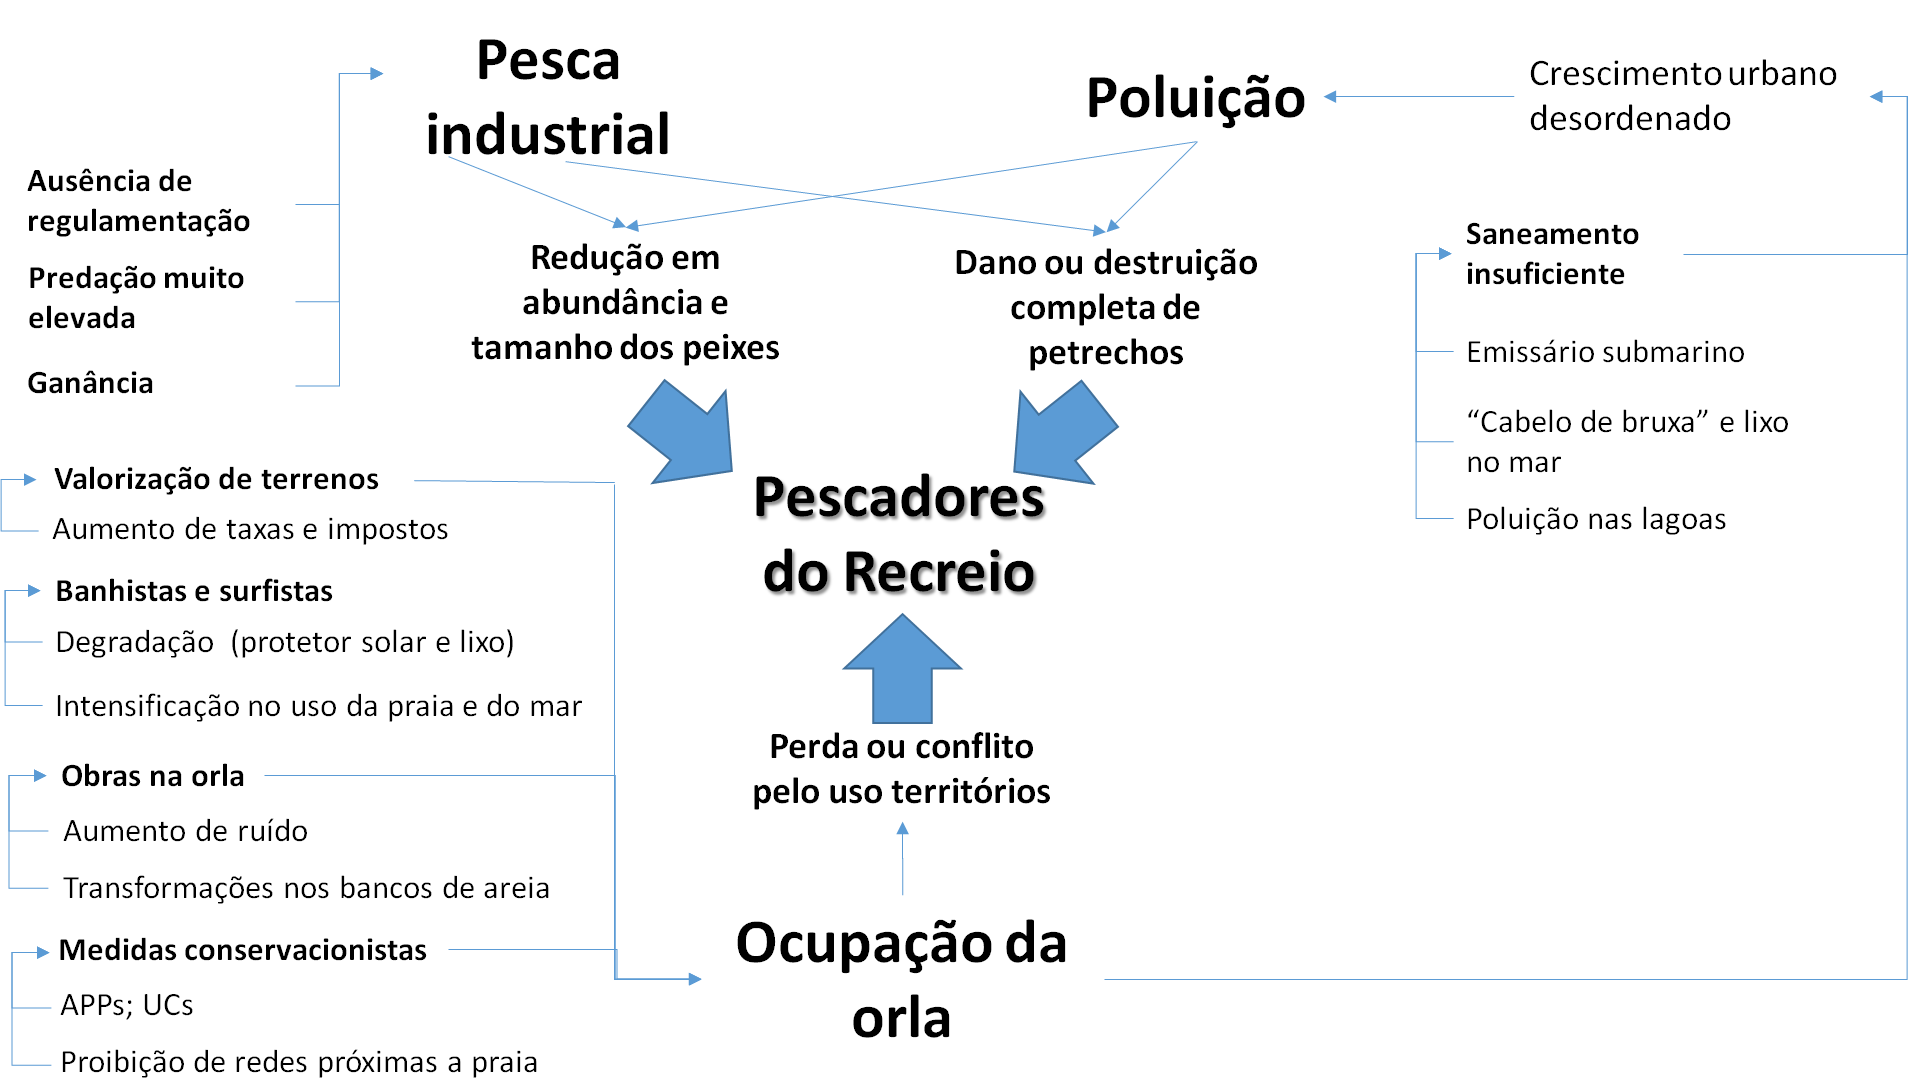 Pesca
industrial
Poluição
Crescimento urbano
desordenado
Ausência de
regulamentação
Predação muito
elevada
Ganância
Redução em
abundância e
tamanho dos peixes
Dano ou destruição
completa de
petrechos
Saneamento
insuficiente
Emissário submarino
“Cabelo de bruxa” e lixo
no mar
Poluição nas lagoas
Pescadores
do Recreio
Valorização de terrenos
Aumento de taxas e impostos
Banhistas e surfistas
Degradação  (protetor solar e lixo)
Intensificação no uso da praia e do mar
Obras na orla
Aumento de ruído
Transformações nos bancos de areia
Medidas conservacionistas
APPs; UCs
Proibição de redes próximas a praia
Perda ou conflito
pelo uso territórios
Ocupação da
orla